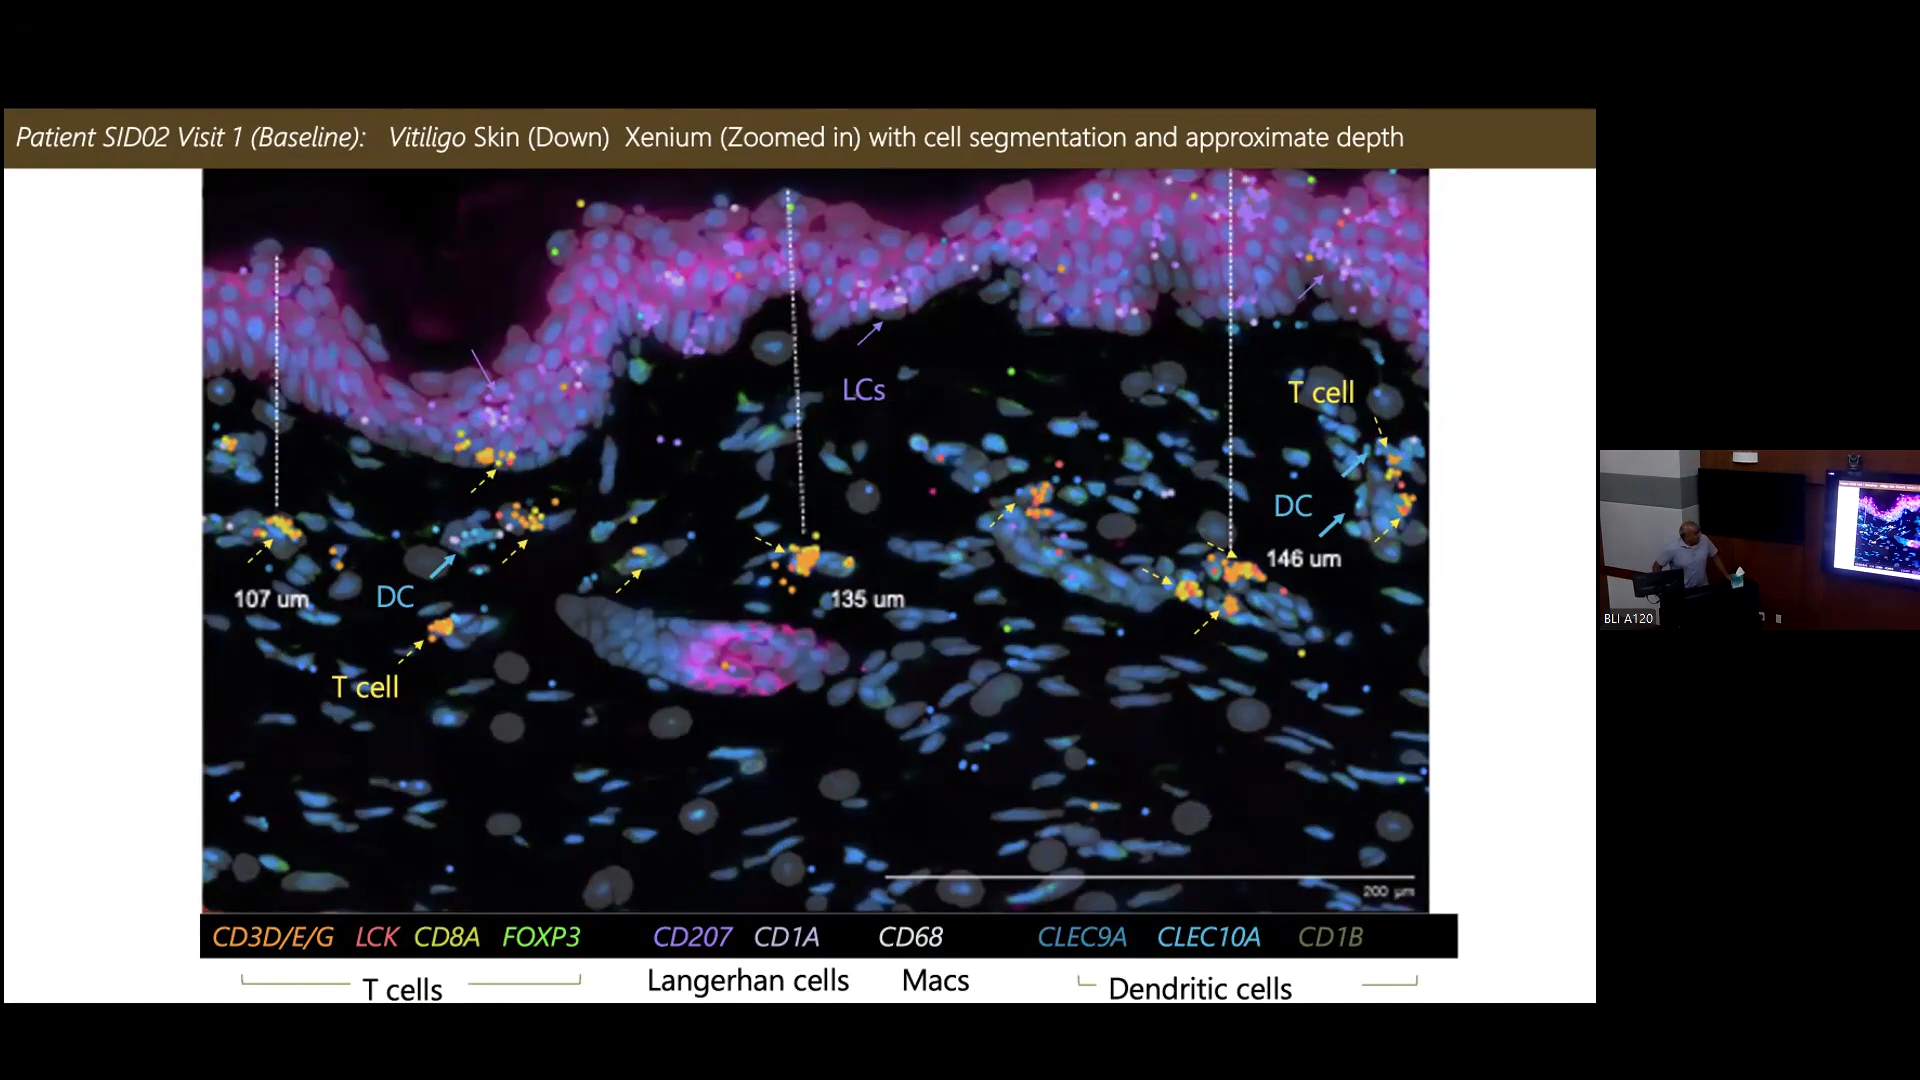 Patient SID02 Visit 1 (Baseline): Vitiligo Skin (Down) Xenium (Zoomed in) with cell segmentation and approximate depth
LCs
T cell
DC
DC
146 um
107 um
135 um
T cell
200 µm
CD3D/E/G LCK CD8A FOXP3 CD207 CD1A CD68 CLEC9A CLEC10A CD1B
T cells Langerhan cells Macs Dendritic cells
BLI A120